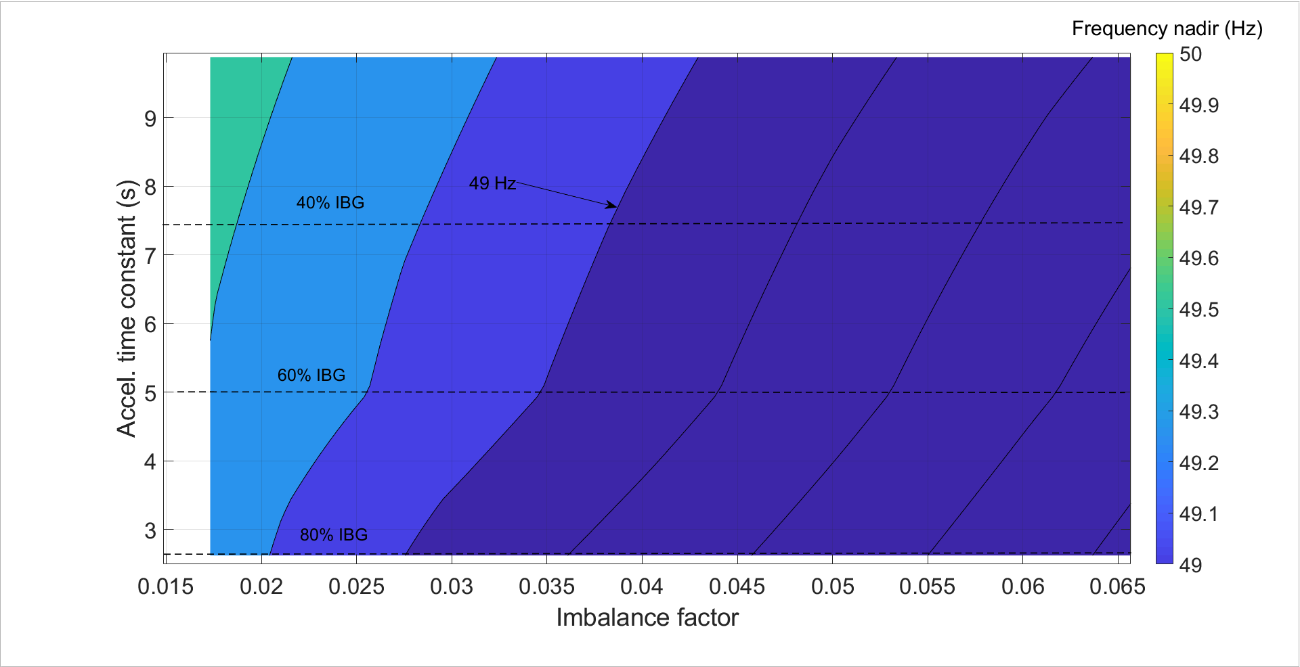 Frequency nadir (Hz)
50
49.9
49.8
49.7
49.6
49.5
49.4
49.3
49.2
49.1
49
Accel. time constant (s)
9
8
7
6
5
4
3
49 Hz
40% IBG
60% IBG
80% IBG
0.015 0.02 0.025 0.03 0.035 0.04 0.045 0.05 0.055 0.06 0.065
Imbalance factor